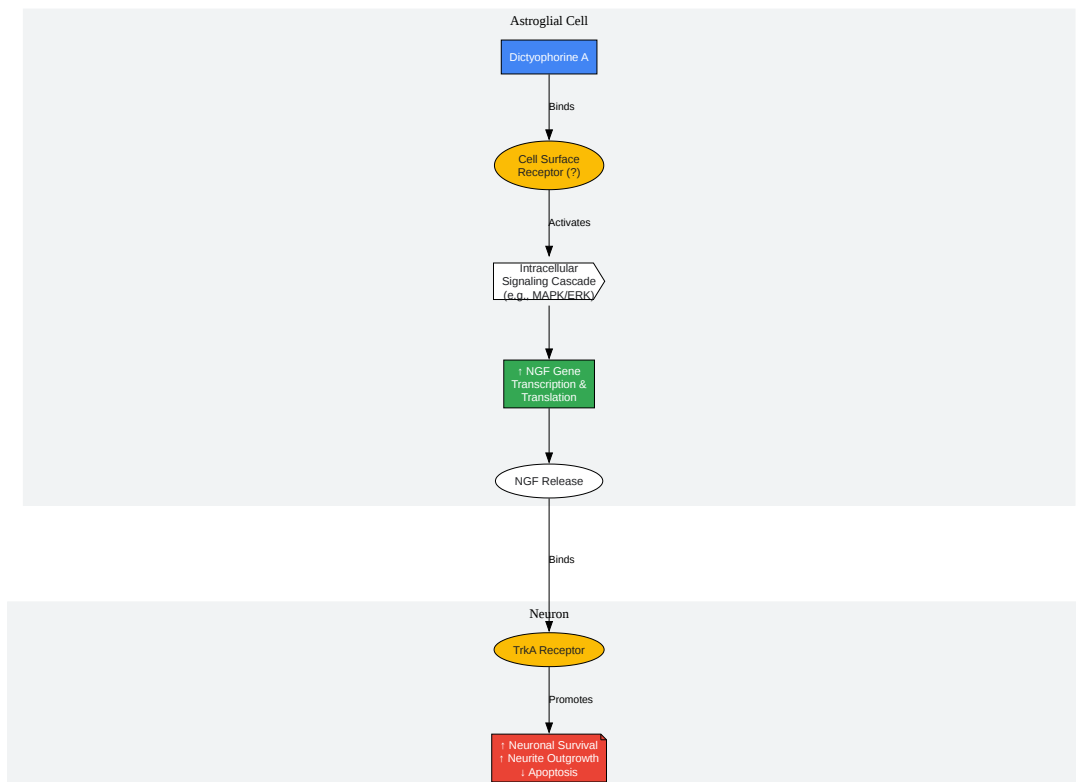 Astroglial Cell
Dictyophorine A
Binds
Cell Surface
Receptor (?)
Activates
Intracellular
Signaling Cascade
(e.g., MAPK/ERK)
↑ NGF Gene
Transcription &
Translation
NGF Release
Binds
Neuron
TrkA Receptor
Promotes
↑ Neuronal Survival
↑ Neurite Outgrowth
↓ Apoptosis